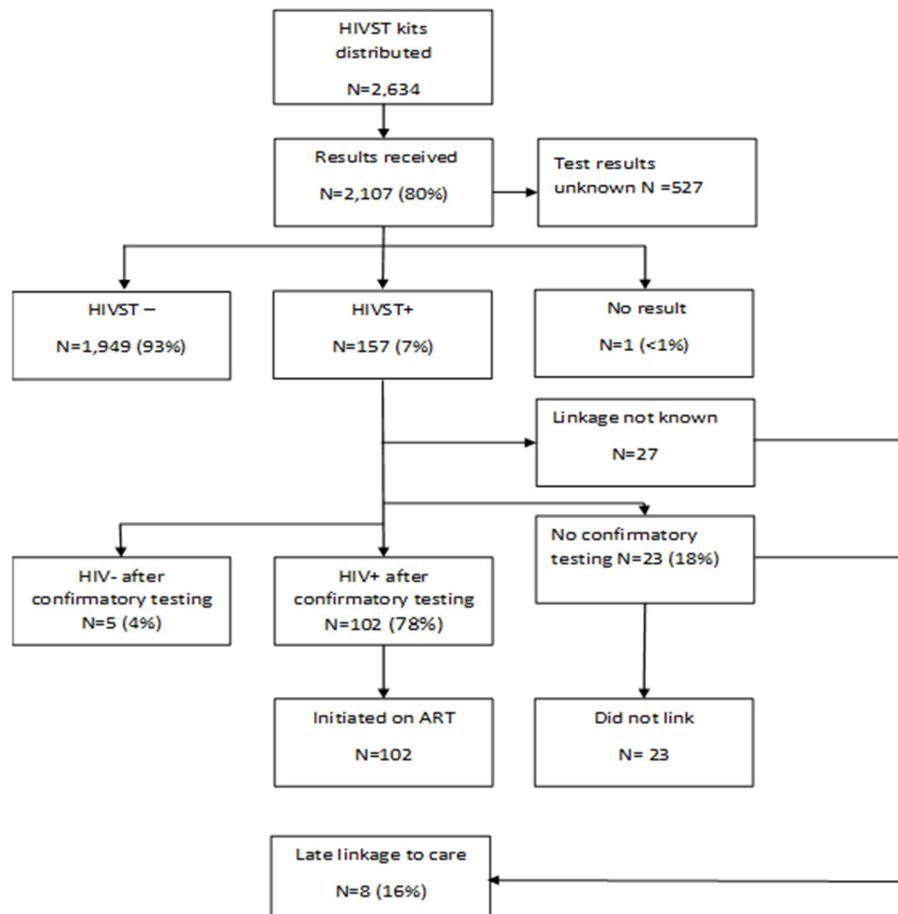 HIVST kits
distributed
N=2,634
Results received
N=2,107 (80%)
Test results
unknown N =527
HIVST –
N=1,949 (93%)
HIVST+
N=157 (7%)
No result
N=1 (<1%)
Linkage not known
N=27
No confirmatory
testing N=23 (18%)
HIV- after
confirmatory testing
N=5 (4%)
HIV+ after
confirmatory testing
N=102 (78%)
Initiated on ART
N=102
Did not link
N= 23
Late linkage to care
N=8 (16%)